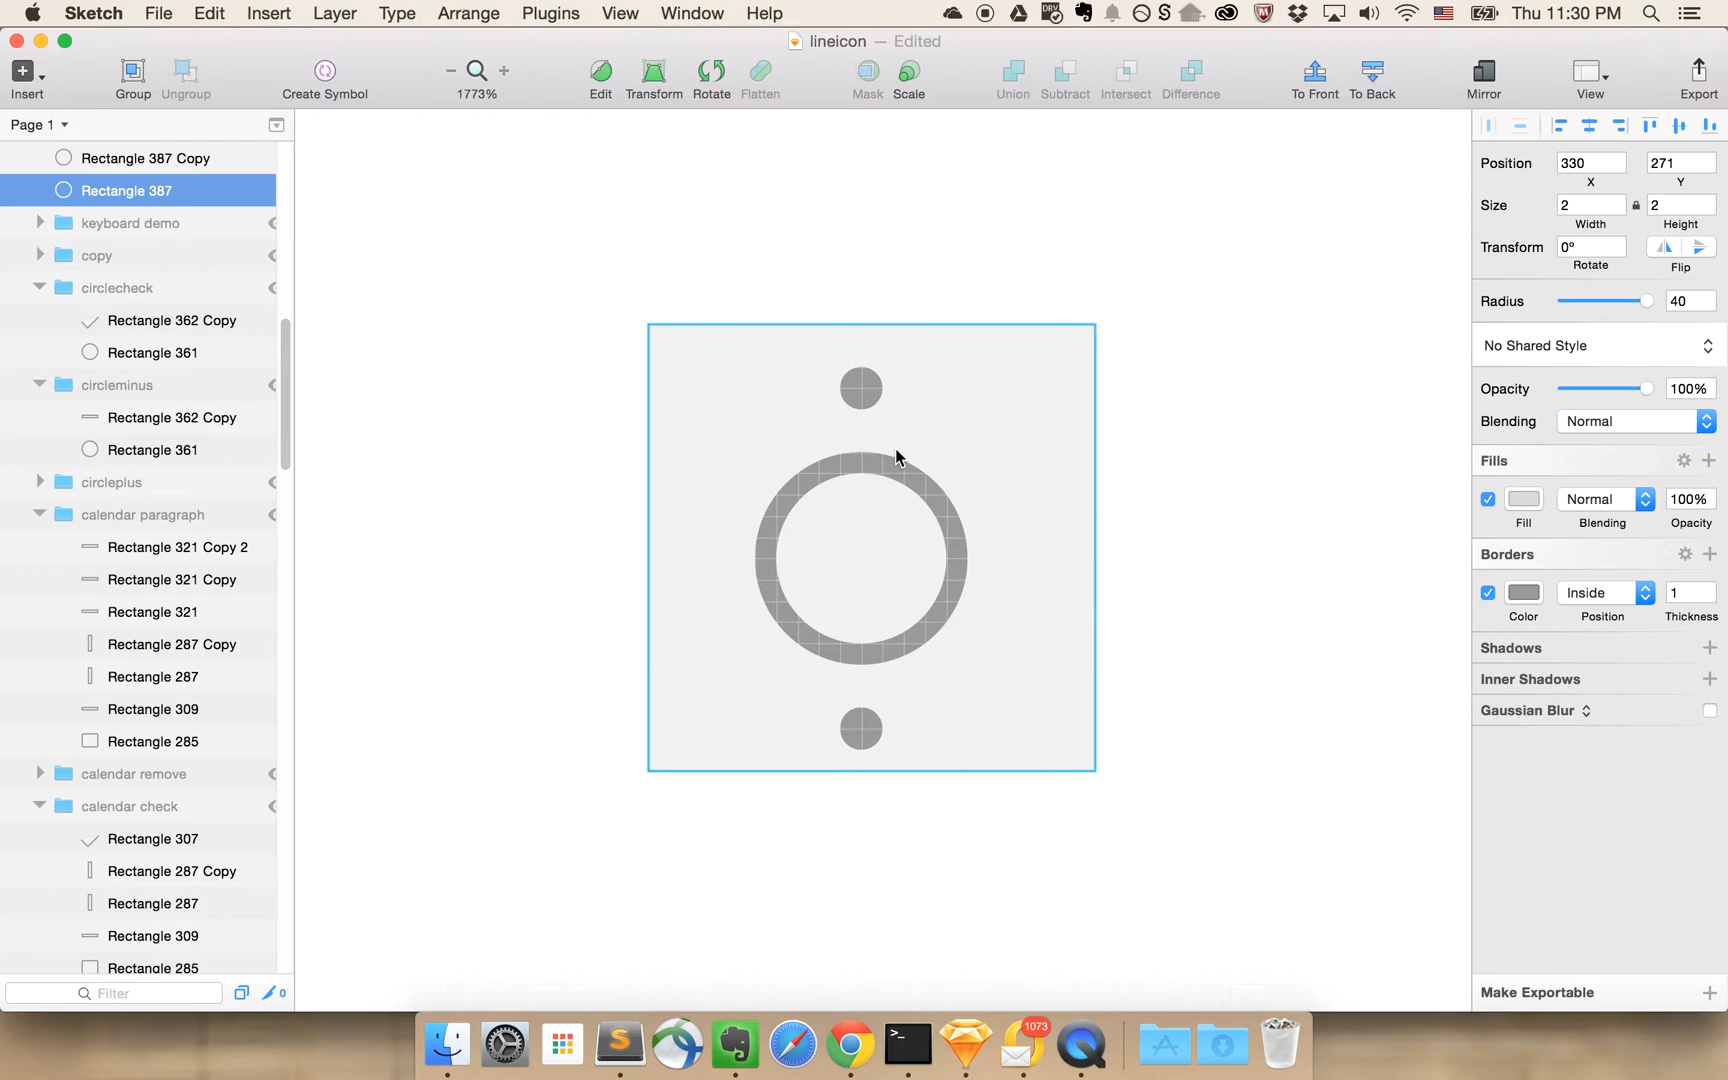 Sketch File Edit Insert Layer Type Arrange Plugins View Window Help Thu 11:30 PM
lineicon — Edited
Insert Group Ungroup Create Symbol 1773% Edit Transform Rotate Flatten Mask Scale Union Subtract Intersect Difference To Front To Back Mirror View Export
Page 1
Rectangle 387 Copy
Rectangle 387
keyboard demo
copy
circlecheck
Rectangle 362 Copy
Rectangle 361
circleminus
Rectangle 362 Copy
Rectangle 361
circleplus
calendar paragraph
Rectangle 321 Copy 2
Rectangle 321 Copy
Rectangle 321
Rectangle 287 Copy
Rectangle 287
Rectangle 309
Rectangle 285
calendar remove
calendar check
Rectangle 307
Rectangle 287 Copy
Rectangle 287
Rectangle 309
Rectangle 285
Filter 0
Position 330 271
X Y
Size 2 2
Width Height
Transform 0º
Rotate Flip
Radius 40
No Shared Style
Opacity 100%
Blending Normal
Fills
Normal 100%
Fill Blending Opacity
Borders
Inside 1
Color Position Thickness
Shadows
Inner Shadows
Gaussian Blur
Make Exportable
DRV
S
S
>_
1073